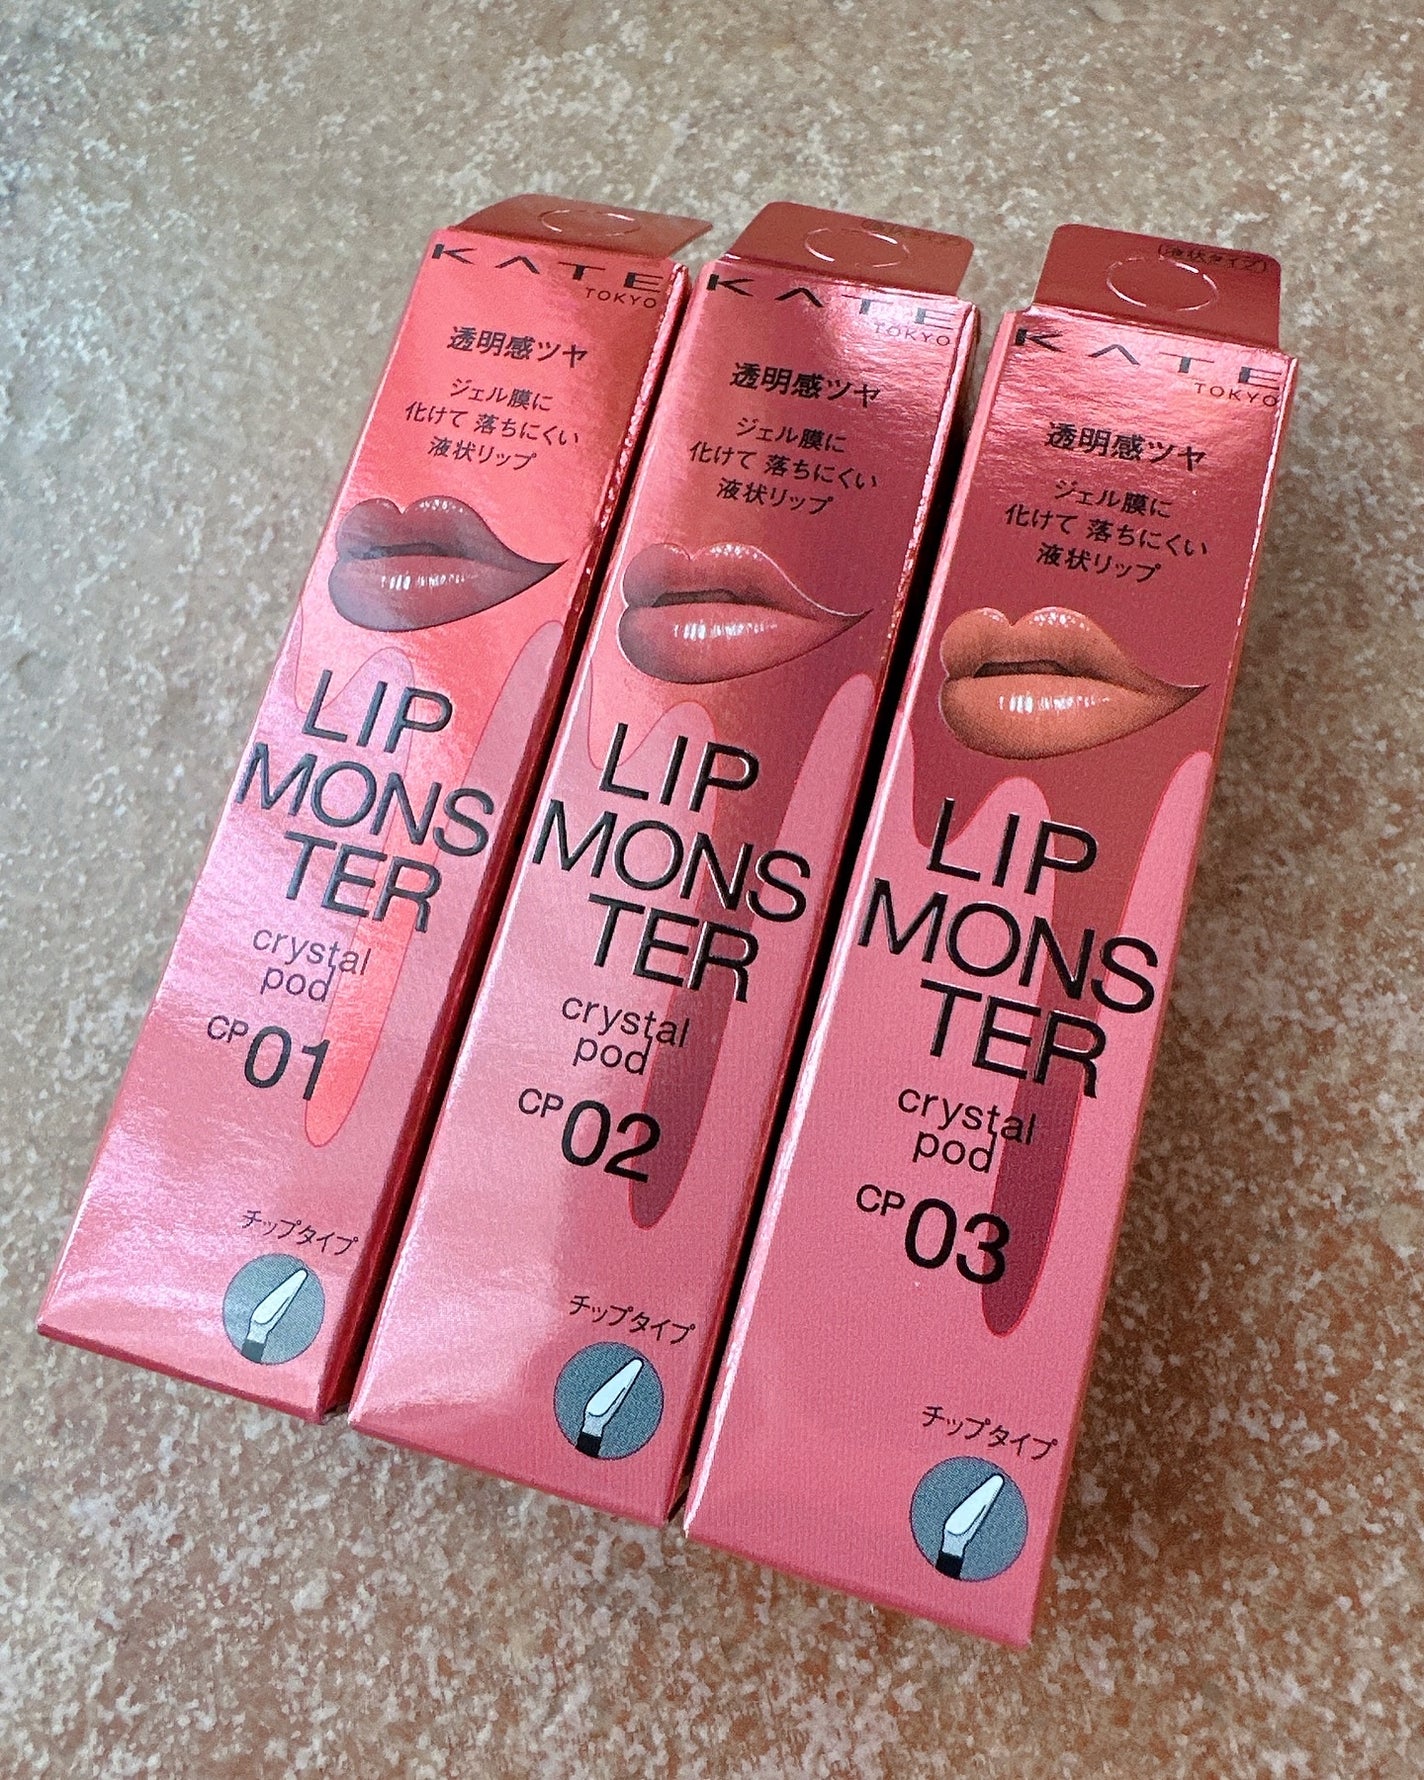 KATE
TOKYO
透明感ツヤ
ジェル膜に
化けて 落ちにくい
液状リップ
LIP
MONS
TER
crystal
pod
CP01
チップタイプ
KATE
TOKYO
透明感ツヤ
ジェル膜に
化けて 落ちにくい
液状リップ
LIP
MONS
TER
crystal
pod
CP02
チップタイプ
(液状タイプ)
KATE
TOKYO
透明感ツヤ
ジェル膜に
化けて 落ちにくい
液状リップ
LIP
MONS
TER
crystal
pod
CP03
チップタイプ